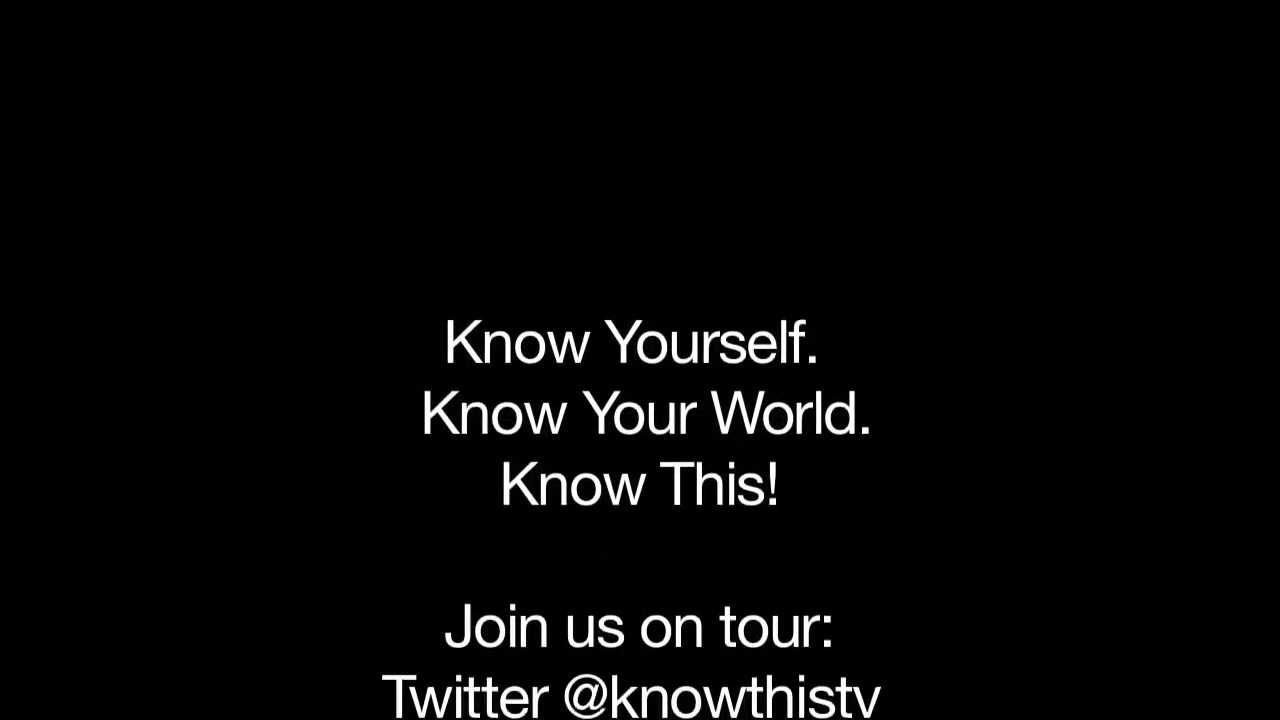 Know Yourself.
Know Your World.
Know This!
Join us on tour:
Twitter @knowthistv